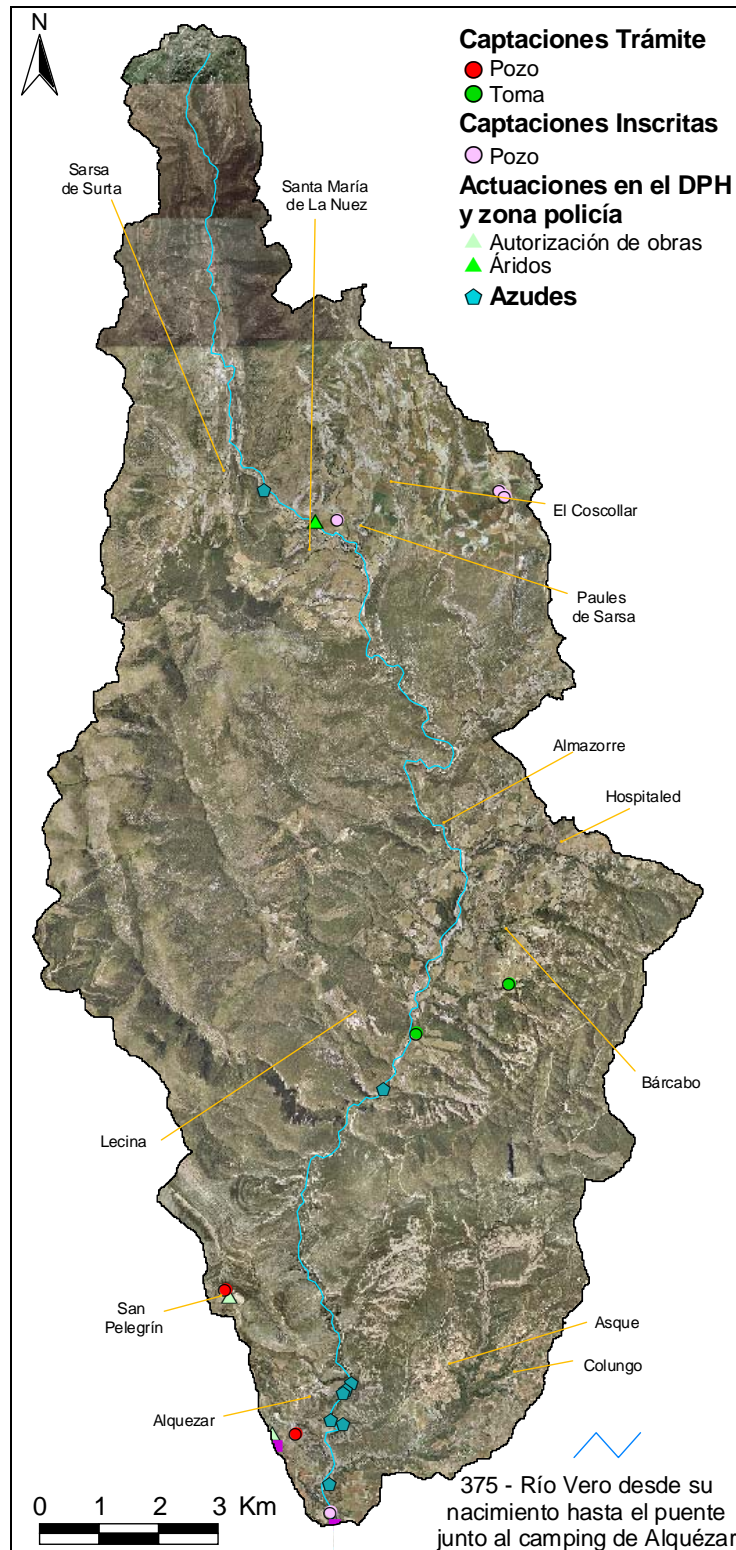 N
Captaciones Trámite
Pozo
Toma
Captaciones Inscritas
Pozo
Actuaciones en el DPH
y zona policía
Autorización de obras
Áridos
Azudes
Sarsa
de Surta
Santa María
de La Nuez
El Coscollar
Paules
de Sarsa
Almazorre
Hospitaled
Bárcabo
Lecina
San
Pelegrín
Asque
Colungo
Alquezar
0 1 2 3 Km
375 - Río Vero desde su
nacimiento hasta el puente
junto al camping de Alquézar